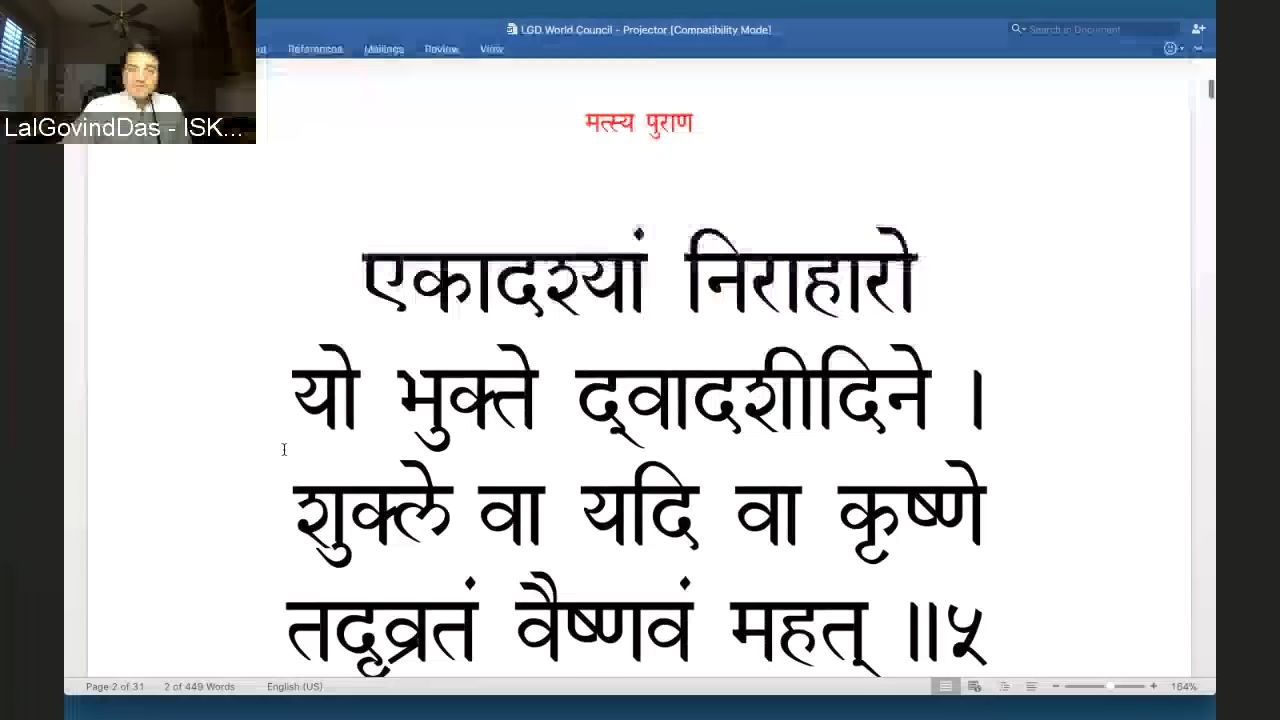 LGD World Council - Projector [Compatibility Mode]
Search in Document
References Mailings Review View
LalGovindDas - ISK...
मत्स्य पुराण
एकादश्यां निराहारो
यो भुक्ते द्वादशीदिने ।
शुक्ले वा यदि वा कृष्णे
तद्व्रतं वैष्णवं महत् ॥५
Page 2 of 31 2 of 449 Words English (US) 164%